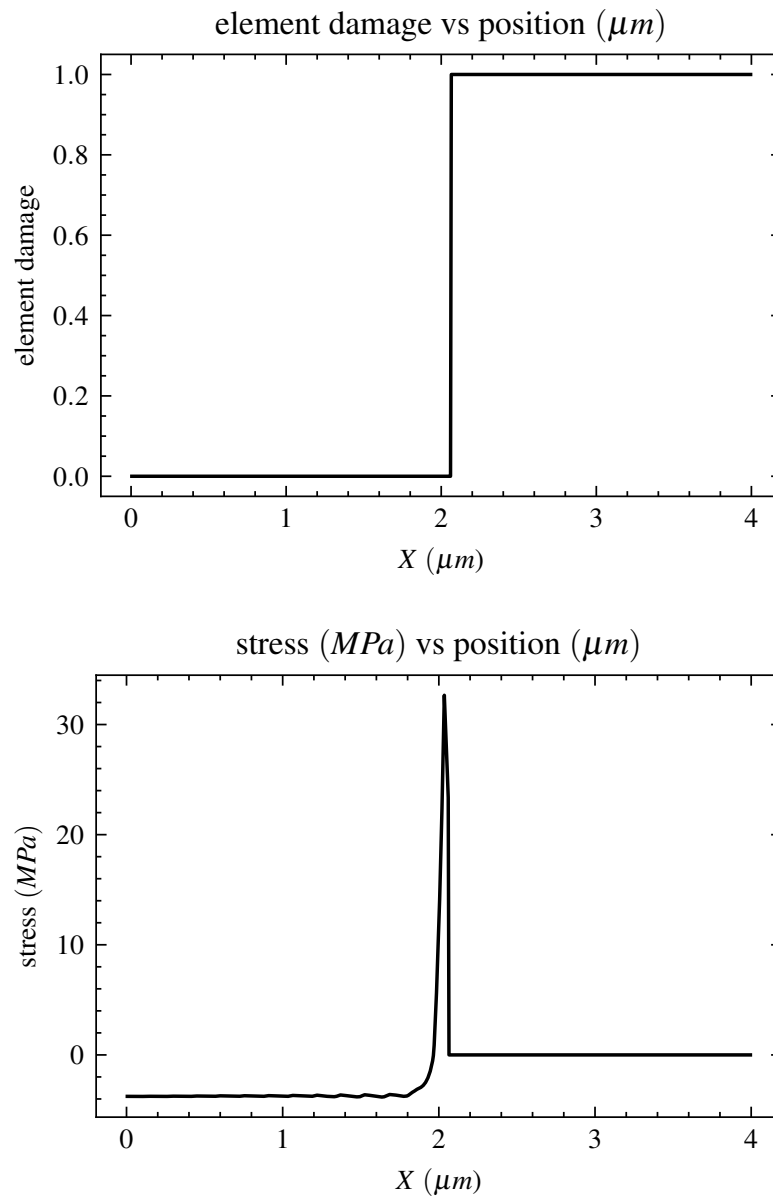 element damage vs position (μm)
1.0
0.8
0.6
0.4
0.2
0.0
element damage
0 1 2 3 4
X (μm)
stress (MPa) vs position (μm)
30
20
10
0
stress (MPa)
0 1 2 3 4
X (μm)